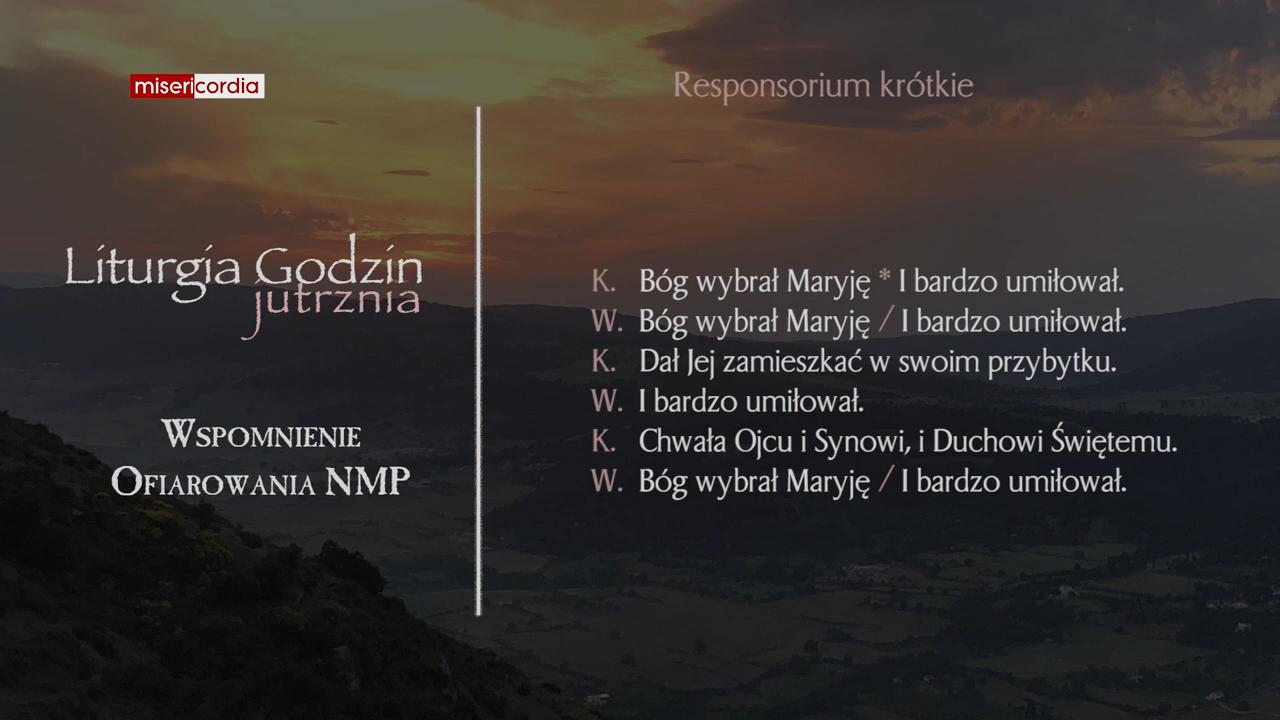 misericordia
Liturgia Godzin
jutrznia
Wspomnienie
Ofiarowania NMP
Responsorium krótkie
K. Bóg wybrał Maryję * I bardzo umiłował.
W. Bóg wybrał Maryję / I bardzo umiłował.
K. Dał Jej zamieszkać w swoim przybytku.
W. I bardzo umiłował.
K. Chwała Ojcu i Synowi, i Duchowi Świętemu.
W. Bóg wybrał Maryję / I bardzo umiłował.